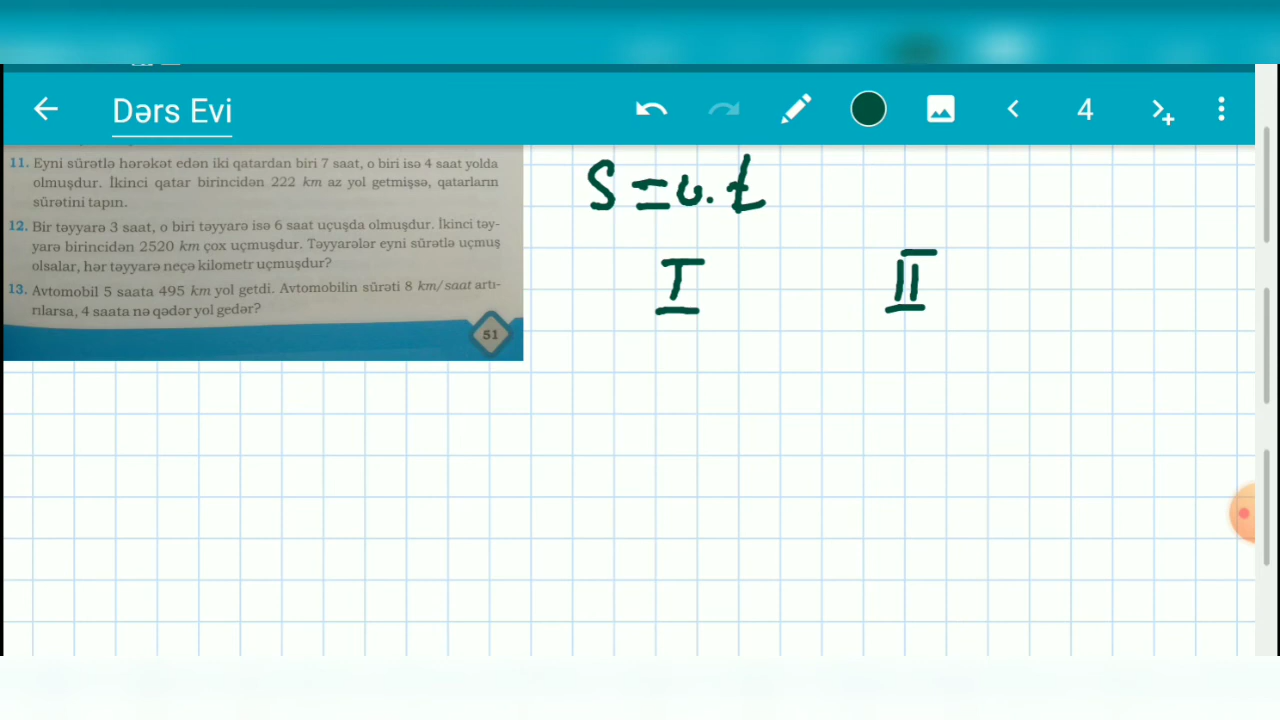 Dərs Evi
4
11. Eyni sürətlə hərəkət edən iki qatardan biri 7 saat, o biri isə 4 saat yolda
olmuşdur. İkinci qatar birincidən 222 km az yol getmişsə, qatarların
sürətini tapın.
12. Bir təyyarə 3 saat, o biri təyyarə isə 6 saat uçuşda olmuşdur. İkinci təy-
yarə birincidən 2520 km çox uçmuşdur. Təyyarələr eyni sürətlə uçmuş
olsalar, hər təyyarə neçə kilometr uçmuşdur?
13. Avtomobil 5 saata 495 km yol getdi. Avtomobilin sürəti 8 km/saat artı-
rılarsa, 4 saata nə qədər yol gedər?
51
S = υ . t
I II